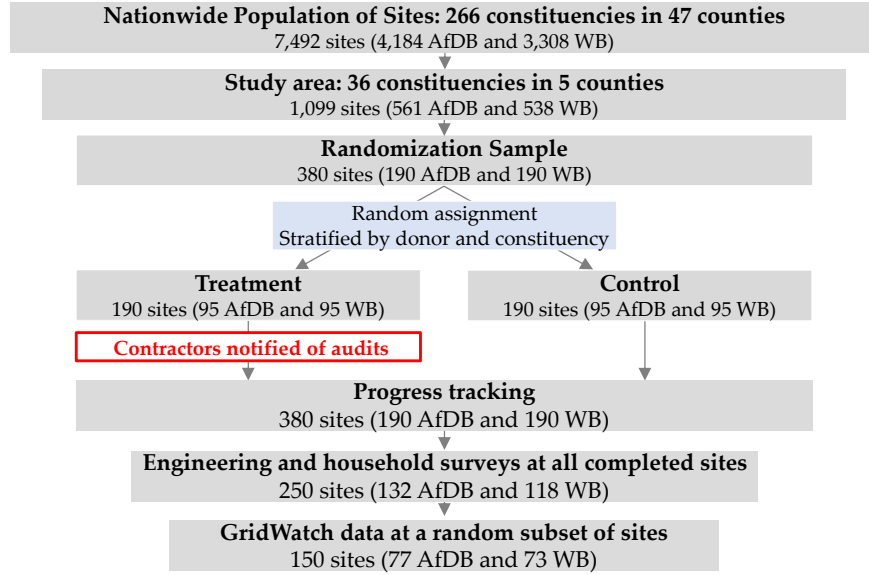 Nationwide Population of Sites: 266 constituencies in 47 counties
7,492 sites (4,184 AfDB and 3,308 WB)
Study area: 36 constituencies in 5 counties
1,099 sites (561 AfDB and 538 WB)
Randomization Sample
380 sites (190 AfDB and 190 WB)
Random assignment
Stratified by donor and constituency
Treatment
190 sites (95 AfDB and 95 WB)
Control
190 sites (95 AfDB and 95 WB)
Contractors notified of audits
Progress tracking
380 sites (190 AfDB and 190 WB)
Engineering and household surveys at all completed sites
250 sites (132 AfDB and 118 WB)
GridWatch data at a random subset of sites
150 sites (77 AfDB and 73 WB)